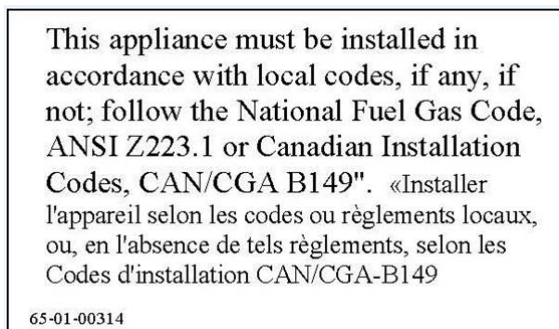 This appliance must be installed in
accordance with local codes, if any, if
not; follow the National Fuel Gas Code,
ANSI Z223.1 or Canadian Installation
Codes, CAN/CGA B149". «Installer
l'appareil selon les codes ou règlements locaux,
ou, en l'absence de tels règlements, selon les
Codes d'installation CAN/CGA-B149
65-01-00314